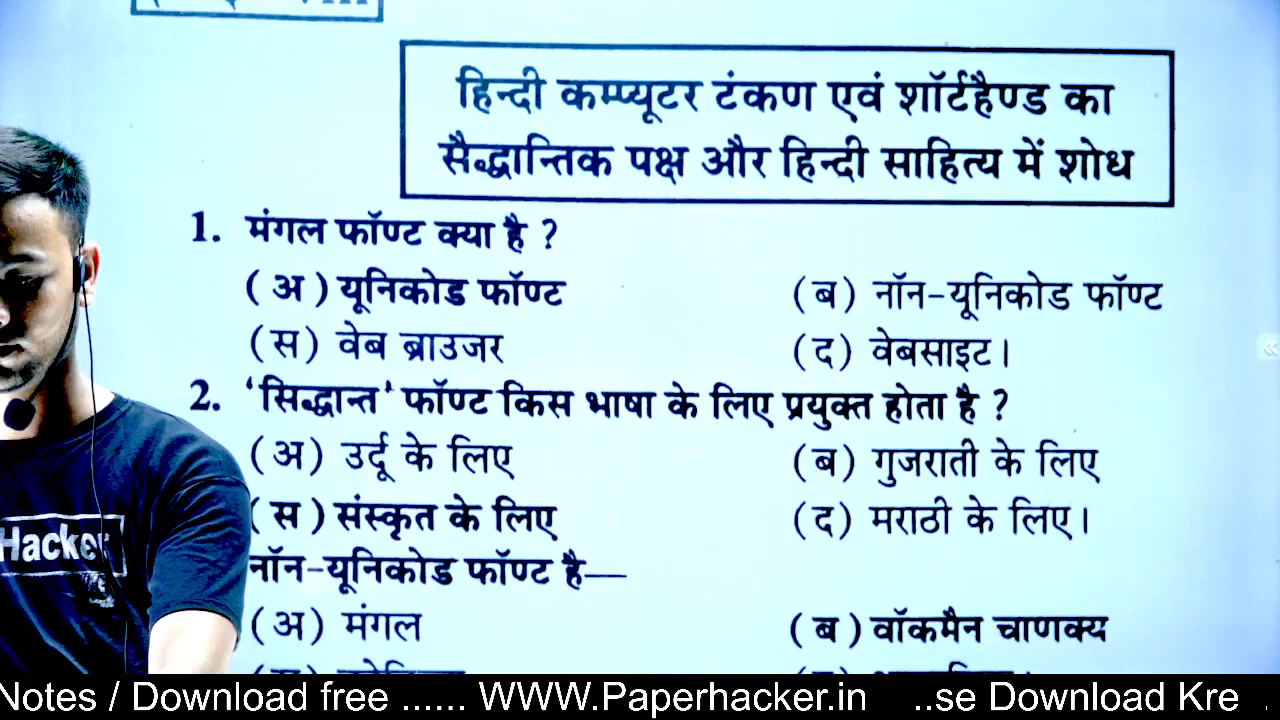 हिन्दी कम्प्यूटर टंकण एवं शॉर्टहैण्ड का
सैद्धान्तिक पक्ष और हिन्दी साहित्य में शोध
1. मंगल फॉण्ट क्या है ?
(अ) यूनिकोड फॉण्ट (ब) नॉन-यूनिकोड फॉण्ट
(स) वेब ब्राउजर (द) वेबसाइट।
2. 'सिद्धान्त' फॉण्ट किस भाषा के लिए प्रयुक्त होता है ?
(अ) उर्दू के लिए (ब) गुजराती के लिए
(स) संस्कृत के लिए (द) मराठी के लिए।
नॉन-यूनिकोड फॉण्ट है—
(अ) मंगल (ब) वॉकमैन चाणक्य
Hacker
Notes / Download free ...... WWW.Paperhacker.in ..se Download Kre .